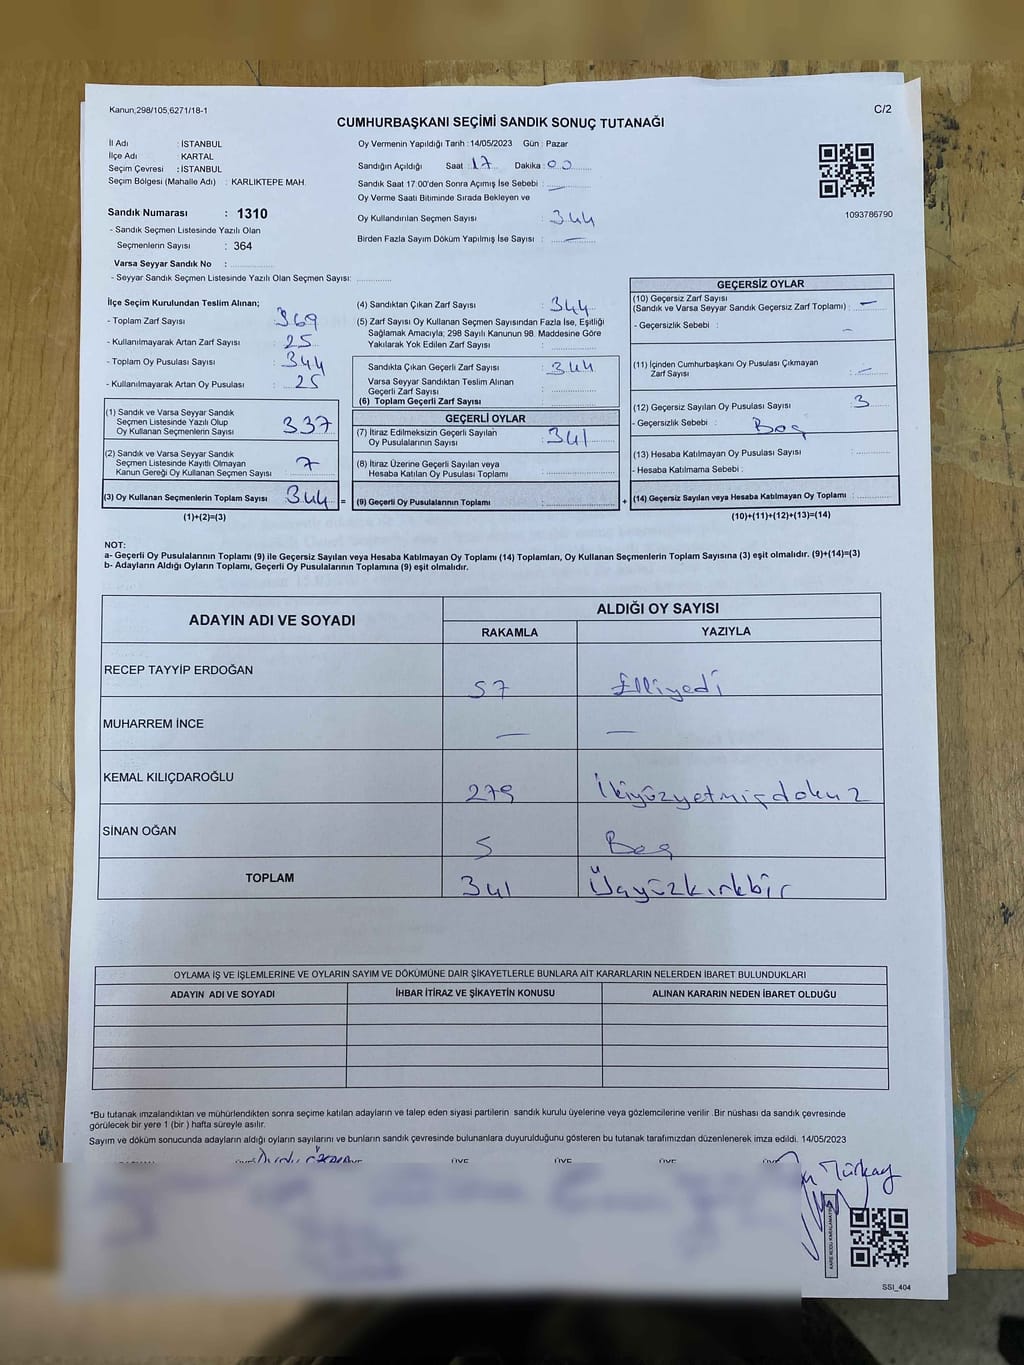 Kanun,298/105,6271/18-1
C/2
CUMHURBAŞKANI SEÇİMİ SANDIK SONUÇ TUTANAĞI
İl Adı : İSTANBUL
İlçe Adı : KARTAL
Seçim Çevresi : İSTANBUL
Seçim Bölgesi (Mahalle Adı) : KARLIKTEPE MAH.
Sandık Numarası : 1310
- Sandık Seçmen Listesinde Yazılı Olan
Seçmenlerin Sayısı : 364
Varsa Seyyar Sandık No :
- Seyyar Sandık Seçmen Listesinde Yazılı Olan Seçmen Sayısı:
Oy Vermenin Yapıldığı Tarih : 14/05/2023 Gün : Pazar
Sandığın Açıldığı Saat 17 Dakika : 00
Sandık Saat 17:00'den Sonra Açımış İse Sebebi : —
Oy Verme Saati Bitiminde Sırada Bekleyen ve
Oy Kullandırılan Seçmen Sayısı : 344
Birden Fazla Sayım Döküm Yapılmış İse Sayısı : —
1093786790
İlçe Seçim Kurulundan Teslim Alınan;
- Toplam Zarf Sayısı : 369
- Kullanılmayarak Artan Zarf Sayısı : 25
- Toplam Oy Pusulası Sayısı : 344
- Kullanılmayarak Artan Oy Pusulası : 25
(1) Sandık ve Varsa Seyyar Sandık
Seçmen Listesinde Yazılı Olup
Oy Kullanan Seçmenlerin Sayısı : 337
(2) Sandık ve Varsa Seyyar Sandık
Seçmen Listesinde Kayıtlı Olmayan
Kanun Gereği Oy Kullanan Seçmen Sayısı : 7
(3) Oy Kullanan Seçmenlerin Toplam Sayısı : 344 =
(1)+(2)=(3)
(4) Sandıktan Çıkan Zarf Sayısı : 344
(5) Zarf Sayısı Oy Kullanan Seçmen Sayısından Fazla İse, Eşitliği
Sağlamak Amacıyla; 298 Sayılı Kanunun 98. Maddesine Göre
Yakılarak Yok Edilen Zarf Sayısı :
Sandıkta Çıkan Geçerli Zarf Sayısı : 344
Varsa Seyyar Sandıktan Teslim Alınan
Geçerli Zarf Sayısı :
(6) Toplam Geçerli Zarf Sayısı :
GEÇERLİ OYLAR
(7) İtiraz Edilmeksizin Geçerli Sayılan
Oy Pusulalarının Sayısı : 341
(8) İtiraz Üzerine Geçerli Sayılan veya
Hesaba Katılan Oy Pusulası Toplamı :
(9) Geçerli Oy Pusulalarının Toplamı : +
GEÇERSİZ OYLAR
(10) Geçersiz Zarf Sayısı
(Sandık ve Varsa Seyyar Sandık Geçersiz Zarf Toplamı) : —
- Geçersizlik Sebebi : —
(11) İçinden Cumhurbaşkanı Oy Pusulası Çıkmayan
Zarf Sayısı : —
(12) Geçersiz Sayılan Oy Pusulası Sayısı : 3
- Geçersizlik Sebebi : Boş
(13) Hesaba Katılmayan Oy Pusulası Sayısı :
- Hesaba Katılmama Sebebi :
(14) Geçersiz Sayılan veya Hesaba Katılmayan Oy Toplamı :
(10)+(11)+(12)+(13)=(14)
NOT:
a- Geçerli Oy Pusulalarının Toplamı (9) ile Geçersiz Sayılan veya Hesaba Katılmayan Oy Toplamı (14) Toplamları, Oy Kullanan Seçmenlerin Toplam Sayısına (3) eşit olmalıdır. (9)+(14)=(3)
b- Adayların Aldığı Oyların Toplamı, Geçerli Oy Pusulalarının Toplamına (9) eşit olmalıdır.
ADAYIN ADI VE SOYADI ALDIĞI OY SAYISI
RAKAMLA YAZIYLA
RECEP TAYYİP ERDOĞAN 57 Elliyedi
MUHARREM İNCE — —
KEMAL KILIÇDAROĞLU 279 İkiyüzyetmişdokuz
SİNAN OĞAN 5 Beş
TOPLAM 341 Üçyüzkırkbir
OYLAMA İŞ VE İŞLEMLERİNE VE OYLARIN SAYIM VE DÖKÜMÜNE DAİR ŞİKAYETLERLE BUNLARA AİT KARARLARIN NELERDEN İBARET BULUNDUKLARI
ADAYIN ADI VE SOYADI İHBAR İTİRAZ VE ŞİKAYETİN KONUSU ALINAN KARARIN NEDEN İBARET OLDUĞU
*Bu tutanak imzalandıktan ve mühürlendikten sonra seçime katılan adayların ve talep eden siyasi partilerin sandık kurulu üyelerine veya gözlemcilerine verilir .Bir nüshası da sandık çevresinde
görülecek bir yere 1 (bir ) hafta süreyle asılır.
Sayım ve döküm sonucunda adayların aldığı oyların sayılarını ve bunların sandık çevresinde bulunanlara duyurulduğunu gösteren bu tutanak tarafımızdan düzenlenerek imza edildi. 14/05/2023
ÜYE ÜYE ÜYE ÜYE ÜYE
Türkay
SSI_404